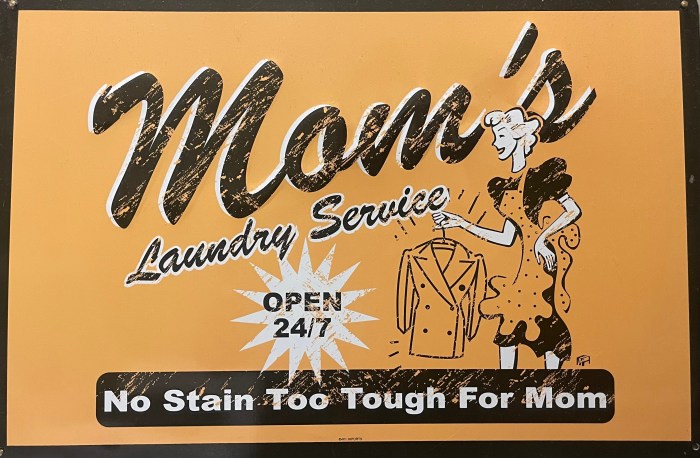 Mom's
Laundry Service
OPEN
24/7
No Stain Too Tough For Mom